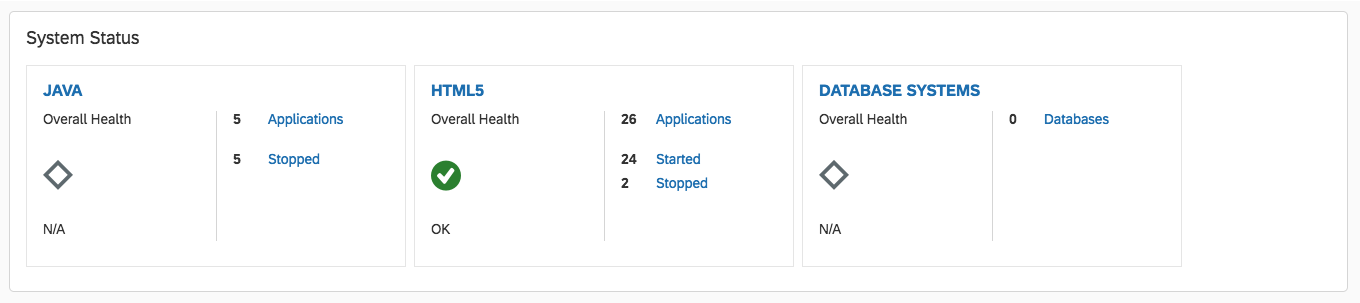 System Status
JAVA
Overall Health
N/A
5 Applications
5 Stopped
HTML5
Overall Health
OK
26 Applications
24 Started
2 Stopped
DATABASE SYSTEMS
Overall Health
N/A
0 Databases